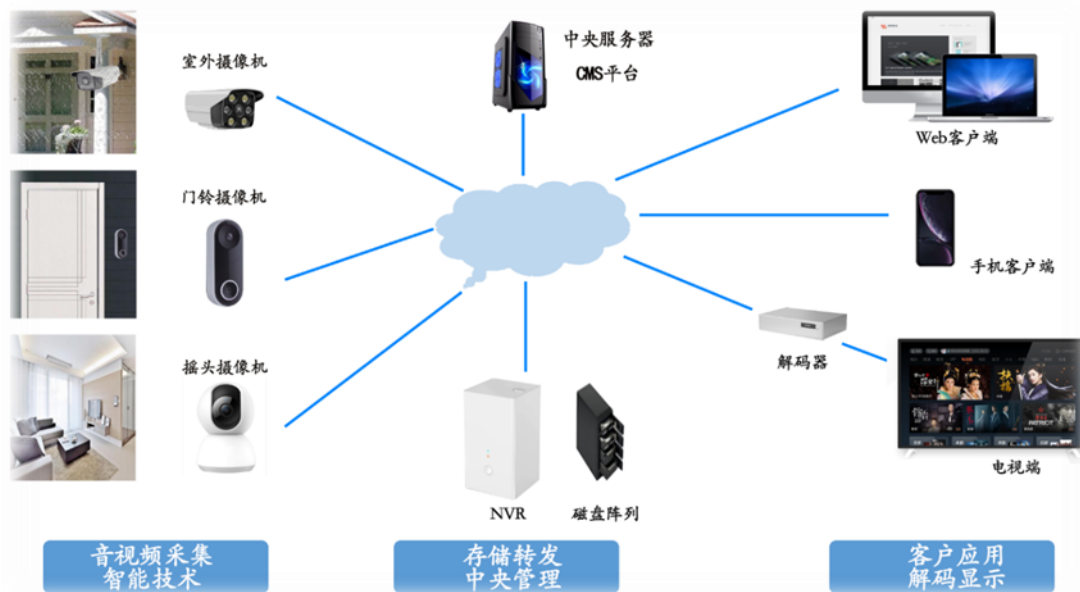 室外摄像机
门铃摄像机
摇头摄像机
音视频采集
智能技术
中央服务器
CMS平台
NVR
磁盘阵列
存储转发
中央管理
Web客户端
手机客户端
解码器
电视端
客户应用
解码显示